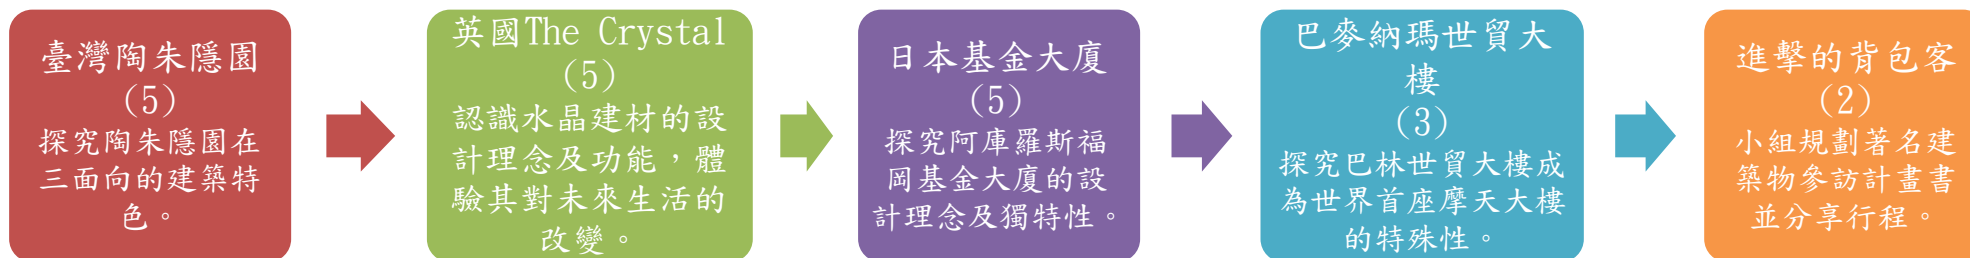 臺灣陶朱隱園
(5)
探究陶朱隱園在
三面向的建築特
色。
英國The Crystal
(5)
認識水晶建材的設
計理念及功能，體
驗其對未來生活的
改變。
日本基金大廈
(5)
探究阿庫羅斯福
岡基金大廈的設
計理念及獨特性。
巴麥納瑪世貿大
樓
(3)
探究巴林世貿大樓成
為世界首座摩天大樓
的特殊性。
進擊的背包客
(2)
小組規劃著名建
築物參訪計畫書
並分享行程。